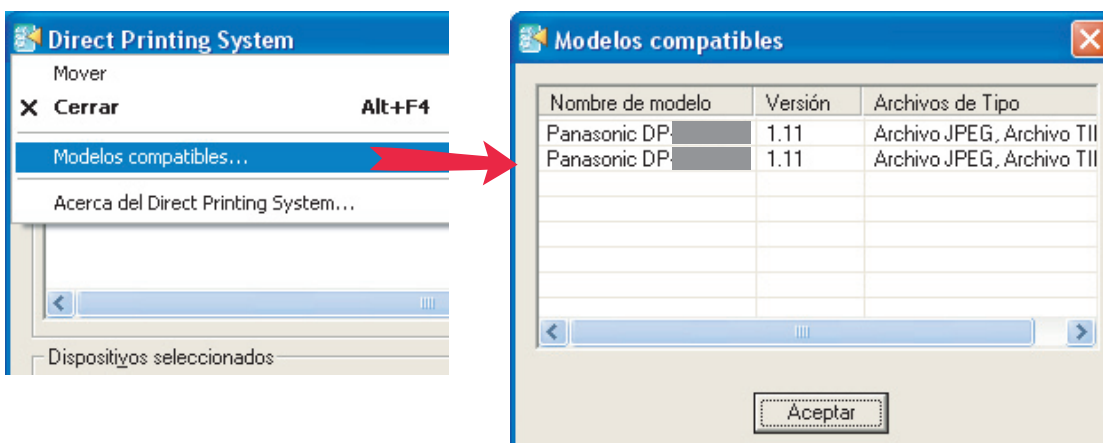 Direct Printing System
Mover
Cerrar Alt+F4
Modelos compatibles...
Acerca del Direct Printing System...
Dispositivos seleccionados
Modelos compatibles
Nombre de modelo Versión Archivos de Tipo
Panasonic DP- 1.11 Archivo JPEG, Archivo
Panasonic DP- 1.11 Archivo JPEG, Archivo
Aceptar